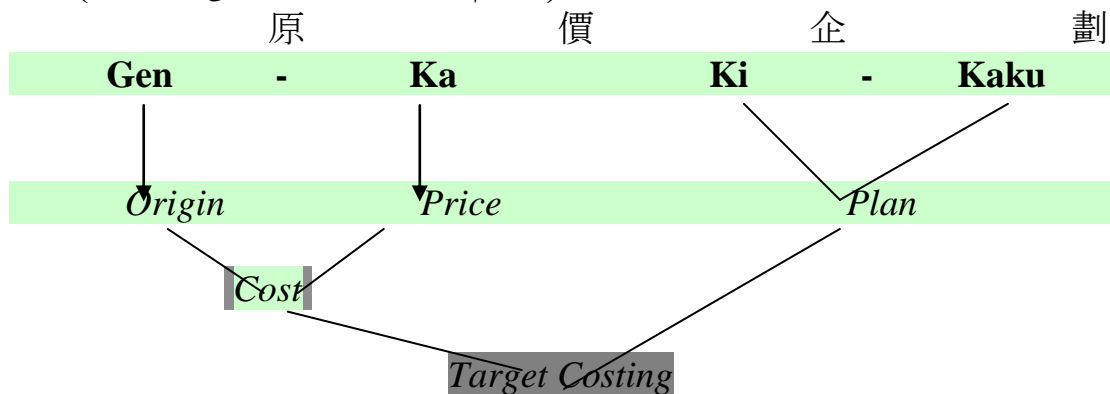 原 價 企 劃
Gen - Ka Ki - Kaku
Origin Price Plan
Cost
Target Costing